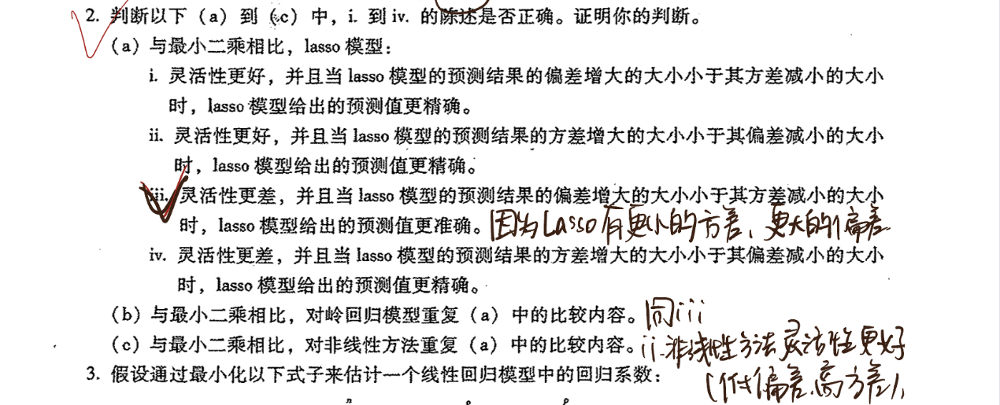 2. 判断以下（a）到（c）中，i. 到 iv. 的陈述是否正确。证明你的判断。
（a）与最小二乘相比，lasso 模型：
i. 灵活性更好，并且当 lasso 模型的预测结果的偏差增大的大小小于其方差减小的大小
时，lasso 模型给出的预测值更精确。
ii. 灵活性更好，并且当 lasso 模型的预测结果的方差增大的大小小于其偏差减小的大小
时，lasso 模型给出的预测值更精确。
iii. 灵活性更差，并且当 lasso 模型的预测结果的偏差增大的大小小于其方差减小的大小
时，lasso 模型给出的预测值更准确。因为Lasso有更小的方差、更大的偏差
iv. 灵活性更差，并且当 lasso 模型的预测结果的方差增大的大小小于其偏差减小的大小
时，lasso 模型给出的预测值更精确。
（b）与最小二乘相比，对岭回归模型重复（a）中的比较内容。同iii
（c）与最小二乘相比，对非线性方法重复（a）中的比较内容。ii.非线性方法灵活性更好
（低偏差、高方差）
3. 假设通过最小化以下式子来估计一个线性回归模型中的回归系数：